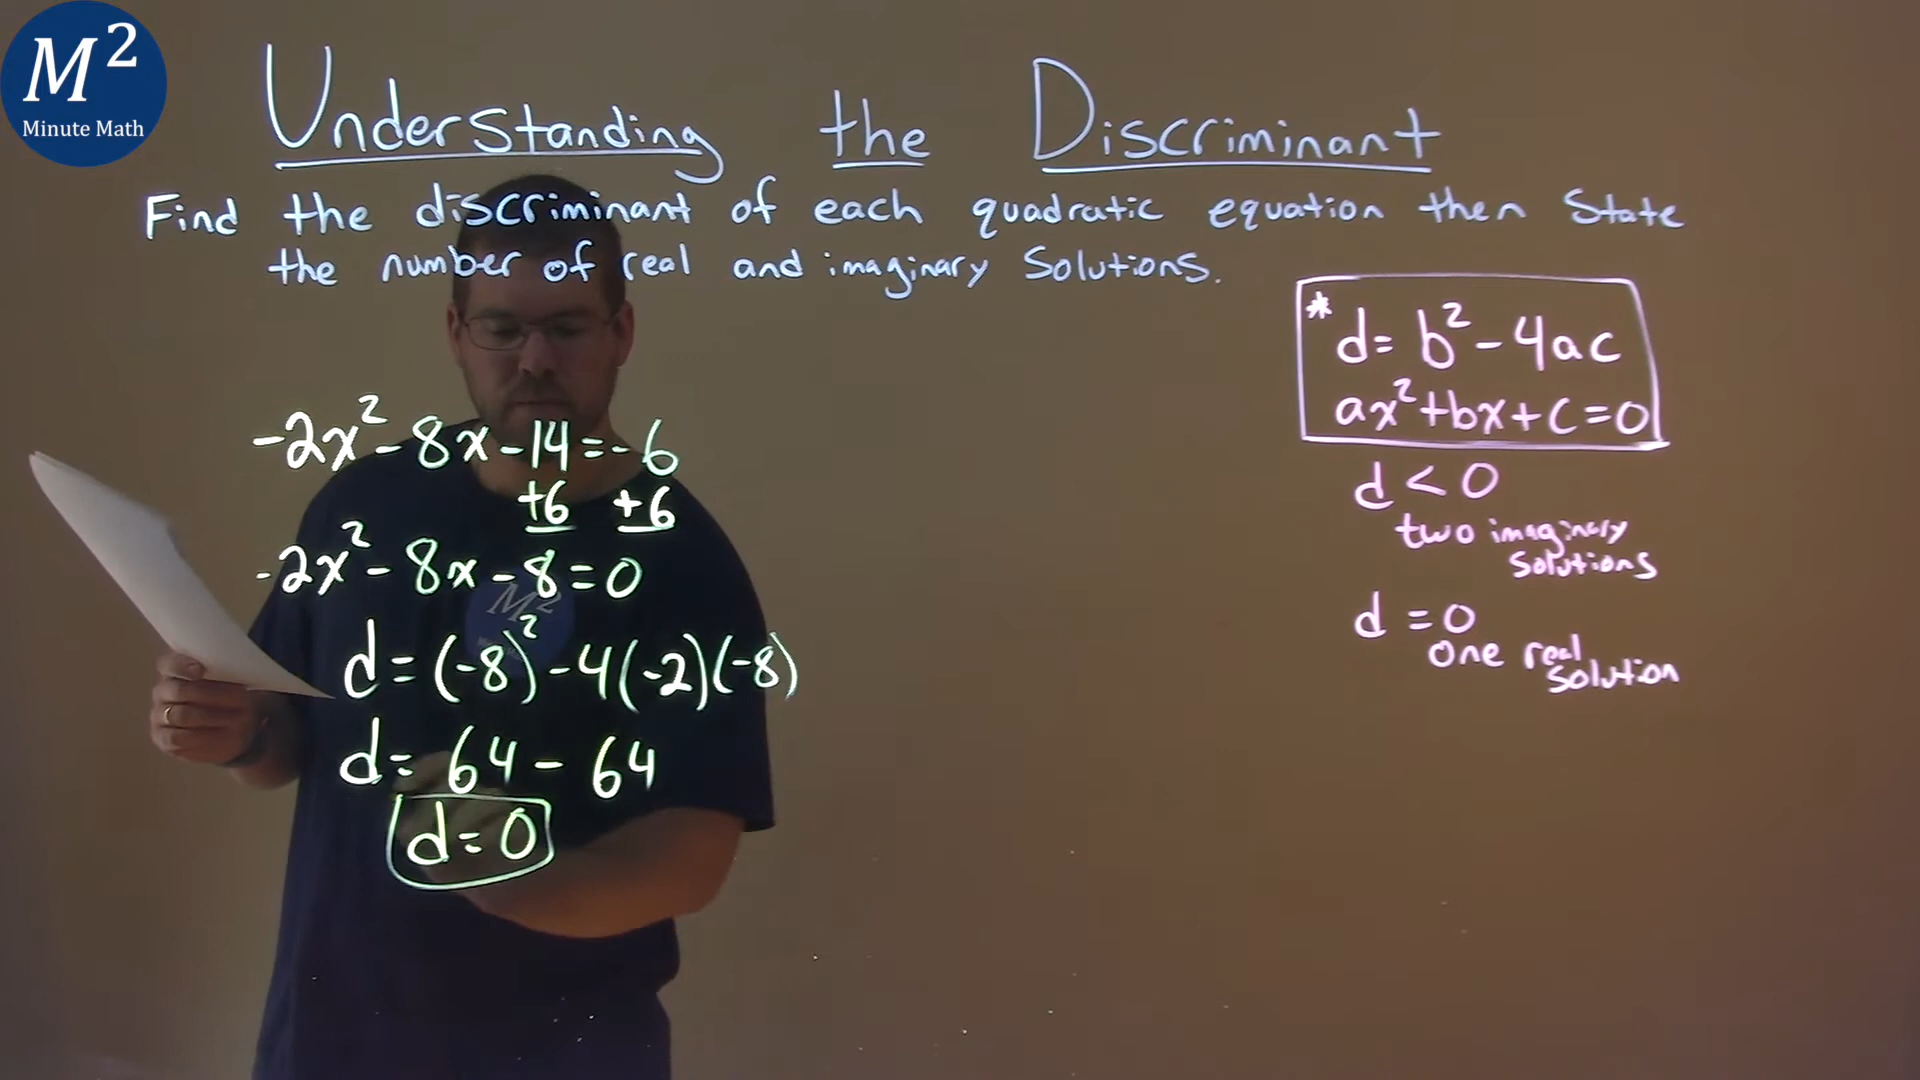 M²
Minute Math
Understanding the Discriminant
Find the discriminant of each quadratic equation then state
the number of real and imaginary solutions.
* d = b² - 4ac
ax² + bx + c = 0
d < 0
two imaginary
solutions
d = 0
one real
solution
-2x² - 8x - 14 = -6
+6 +6
-2x² - 8x - 8 = 0
d = (-8)² - 4(-2)(-8)
d = 64 - 64
d = 0
M²